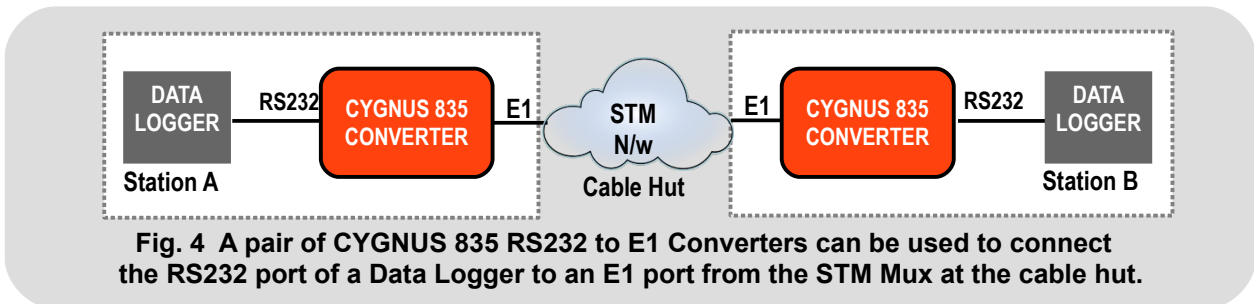 DATA
LOGGER
Station A
RS232
CYGNUS 835
CONVERTER
E1
STM
N/w
Cable Hut
E1
CYGNUS 835
CONVERTER
RS232
DATA
LOGGER
Station B
Fig. 4 A pair of CYGNUS 835 RS232 to E1 Converters can be used to connect
the RS232 port of a Data Logger to an E1 port from the STM Mux at the cable hut.